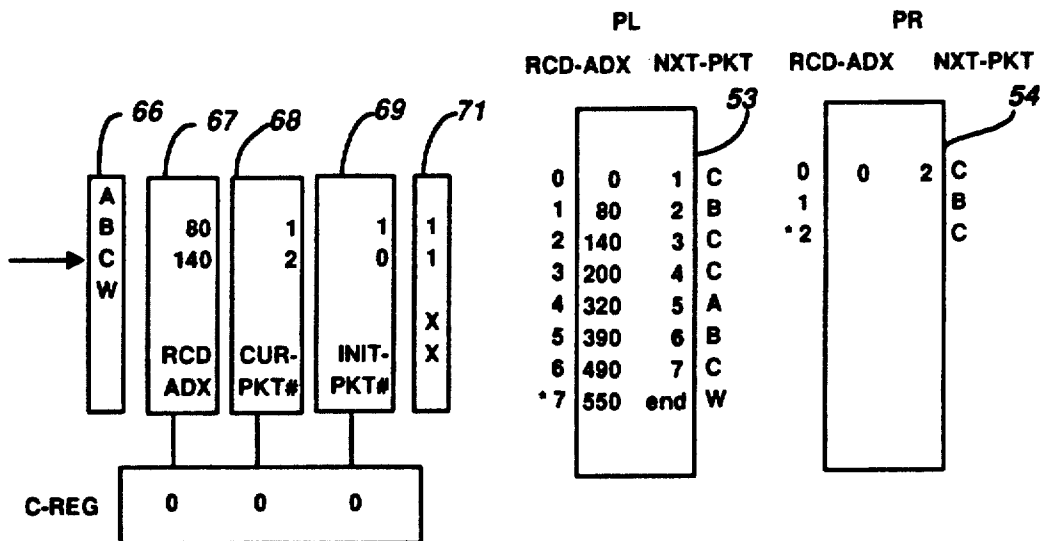 PL PR
RCD-ADX NXT-PKT RCD-ADX NXT-PKT
66 67 68 69 71 53 54
A
B 80 1 1 1
C 140 2 0 1
W
X
X
RCD ADX
CUR-PKT#
INIT-PKT#
C-REG 0 0 0
0 0 1 C
1 80 2 B
2 140 3 C
3 200 4 C
4 320 5 A
5 390 6 B
6 490 7 C
*7 550 end W
0 0 2 C
1 B
*2 C